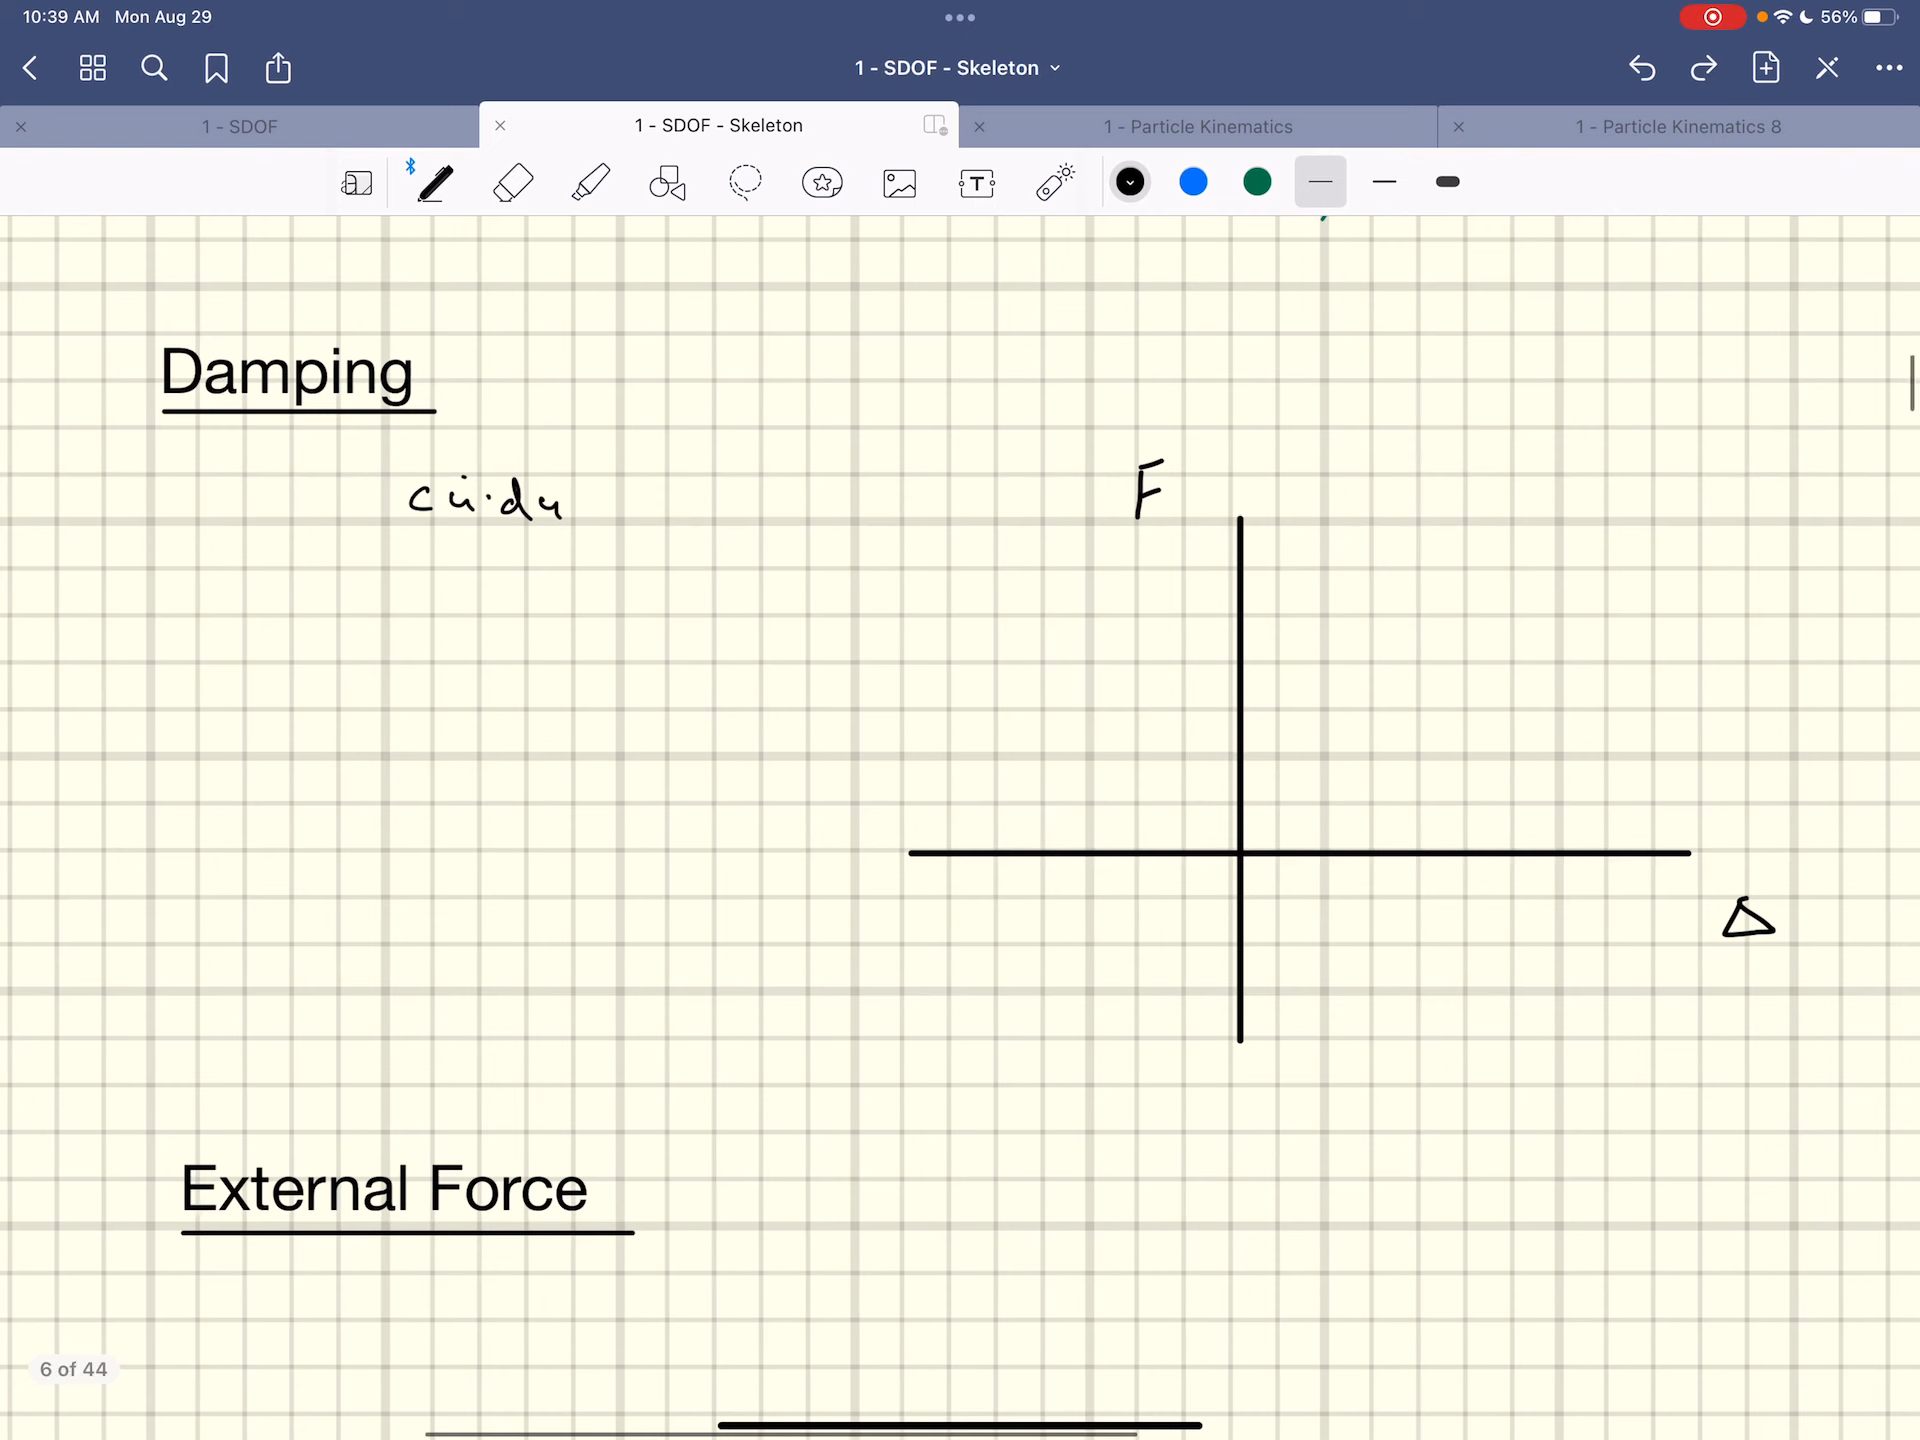 10:39 AM Mon Aug 29
56%
1 - SDOF - Skeleton
1 - SDOF
1 - SDOF - Skeleton
1 - Particle Kinematics
1 - Particle Kinematics 8
T
Damping
c u̇ · du
F
Δ
External Force
6 of 44